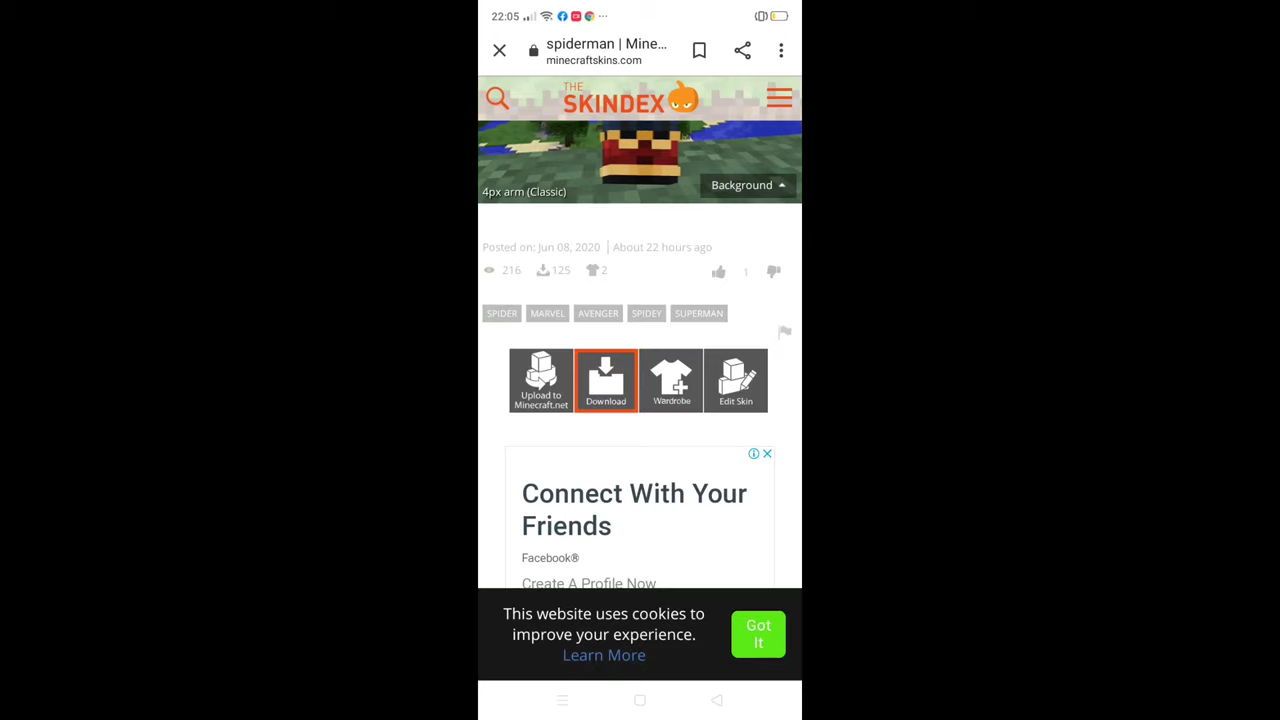 22:05
spiderman | Mine...
minecraftskins.com
THE
SKINDEX
4px arm (Classic)
Background
Posted on: Jun 08, 2020 | About 22 hours ago
216 125 2 1
SPIDER MARVEL AVENGER SPIDEY SUPERMAN
Upload to
Minecraft.net
Download
Wardrobe
Edit Skin
Connect With Your
Friends
Facebook®
Create A Profile Now
This website uses cookies to
improve your experience.
Learn More
Got
It